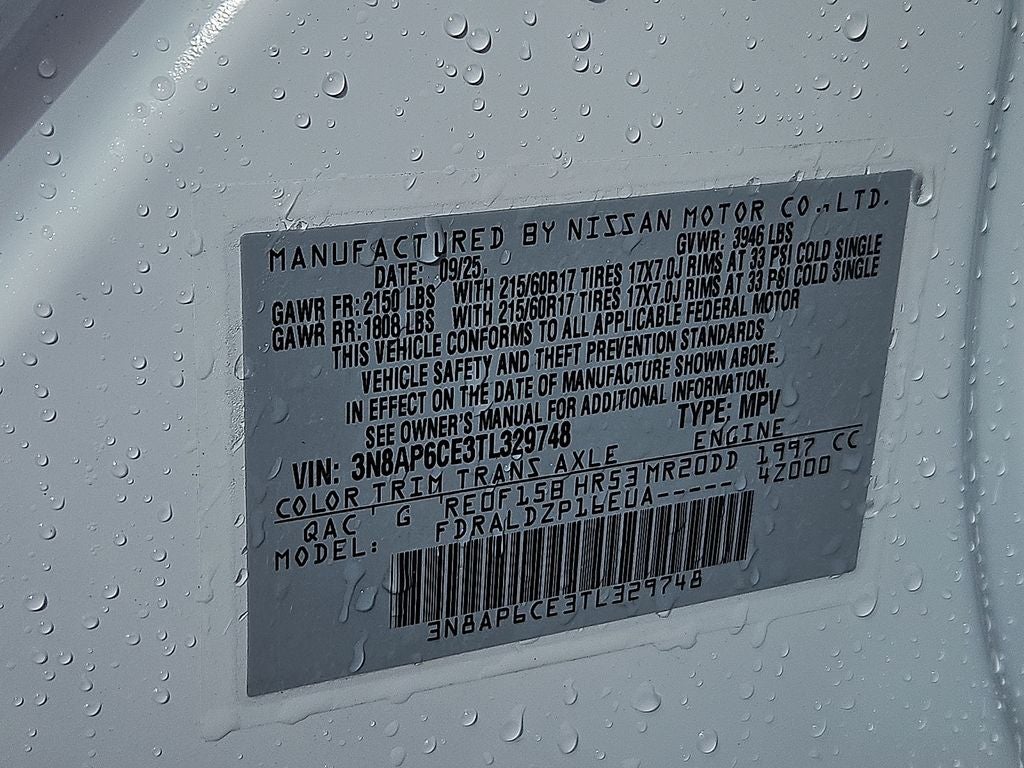 MANUFACTURED BY NISSAN MOTOR CO., LTD.
DATE: 09/25. GVWR: 3946 LBS
GAWR FR: 2150 LBS WITH 215/60R17 TIRES 17X7.0J RIMS AT 33 PSI COLD SINGLE
GAWR RR: 1808 LBS WITH 215/60R17 TIRES 17X7.0J RIMS AT 33 PSI COLD SINGLE
THIS VEHICLE CONFORMS TO ALL APPLICABLE FEDERAL MOTOR
VEHICLE SAFETY AND THEFT PREVENTION STANDARDS
IN EFFECT ON THE DATE OF MANUFACTURE SHOWN ABOVE.
SEE OWNER'S MANUAL FOR ADDITIONAL INFORMATION.
VIN: 3N8AP6CE3TL329748 TYPE: MPV
COLOR TRIM TRANS AXLE ENGINE
QAC G RE0F15B HR53 MR20DD 1997 CC
MODEL: FDRALDZP16EUA----- 4Z000
3N8AP6CE3TL329748